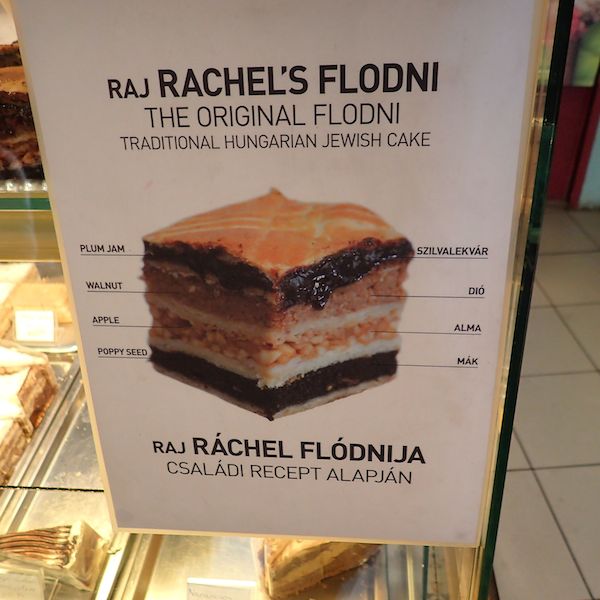 RAJ RACHEL'S FLODNI
THE ORIGINAL FLODNI
TRADITIONAL HUNGARIAN JEWISH CAKE
PLUM JAM
SZILVALEKVÁR
WALNUT
DIÓ
APPLE
ALMA
POPPY SEED
MÁK
RAJ RÁCHEL FLÓDNIJA
CSALÁDI RECEPT ALAPJÁN